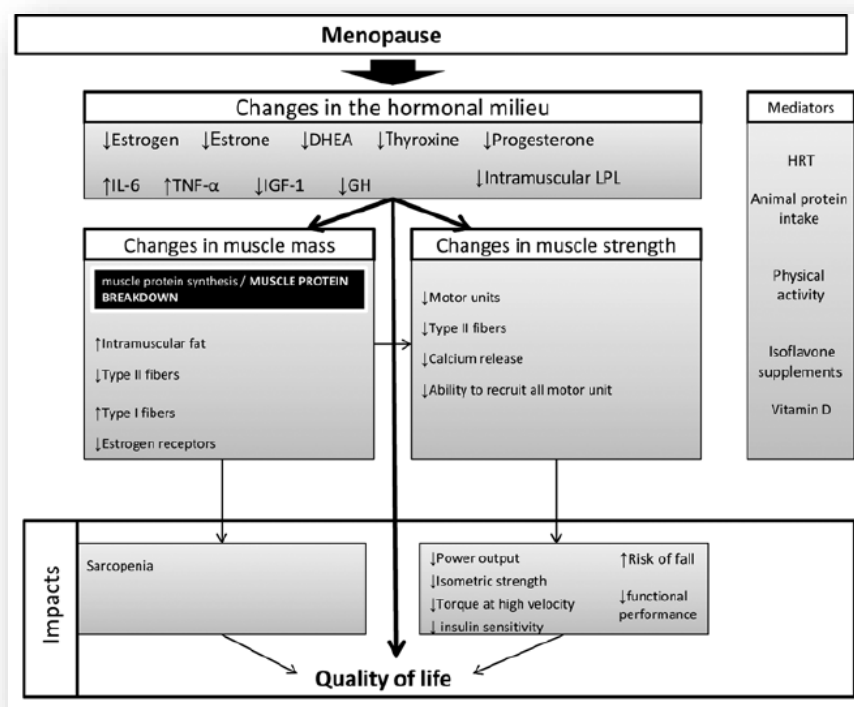 Menopause
Changes in the hormonal milieu
↓Estrogen ↓Estrone ↓DHEA ↓Thyroxine ↓Progesterone
↑IL-6 ↑TNF-α ↓IGF-1 ↓GH ↓Intramuscular LPL
Mediators
HRT
Animal protein
intake
Physical
activity
Isoflavone
supplements
Vitamin D
Changes in muscle mass
muscle protein synthesis / MUSCLE PROTEIN
BREAKDOWN
↑Intramuscular fat
↓Type II fibers
↑Type I fibers
↓Estrogen receptors
Changes in muscle strength
↓Motor units
↓Type II fibers
↓Calcium release
↓Ability to recruit all motor unit
Impacts
Sarcopenia
↓Power output
↓Isometric strength
↓Torque at high velocity
↓ insulin sensitivity
↑Risk of fall
↓functional
performance
Quality of life